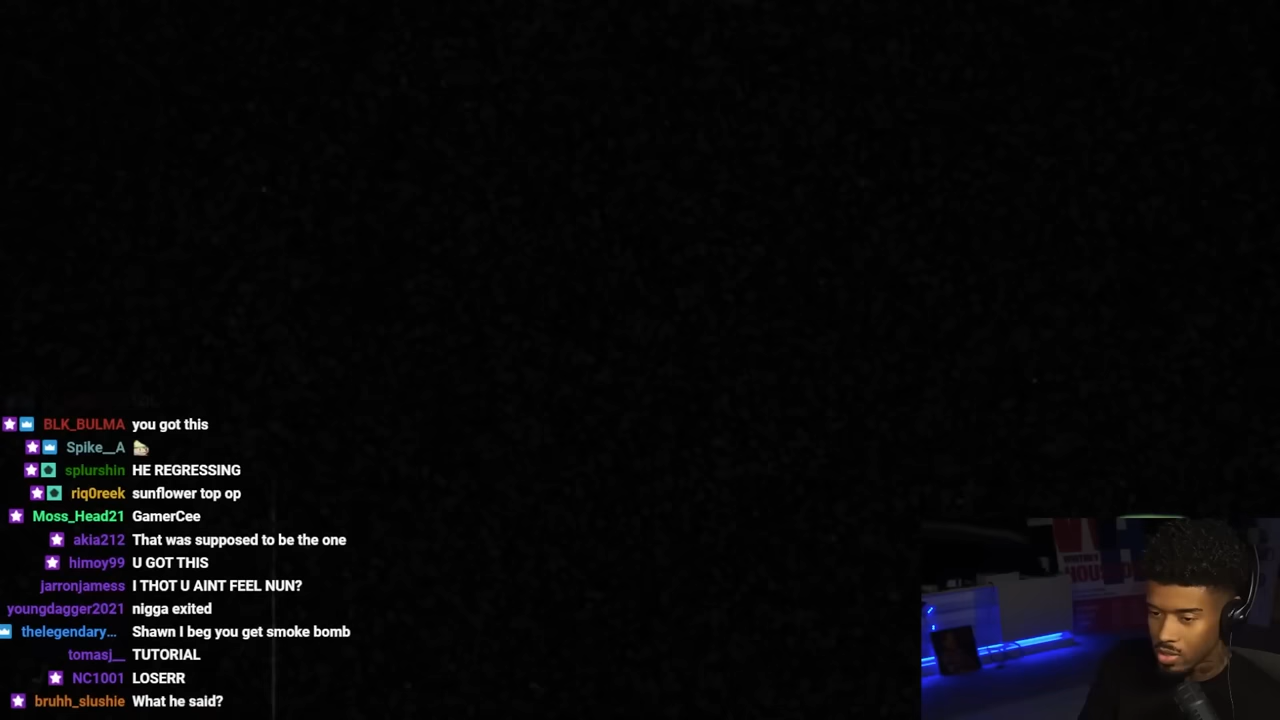 BLK_BULMA you got this
Spike__A
splurshin HE REGRESSING
riq0reek sunflower top op
Moss_Head21 GamerCee
akia212 That was supposed to be the one
himoy99 U GOT THIS
jarronjamess I THOT U AINT FEEL NUN?
youngdagger2021 nigga exited
thelegendary... Shawn I beg you get smoke bomb
tomasj__ TUTORIAL
NC1001 LOSERR
bruhh_slushie What he said?